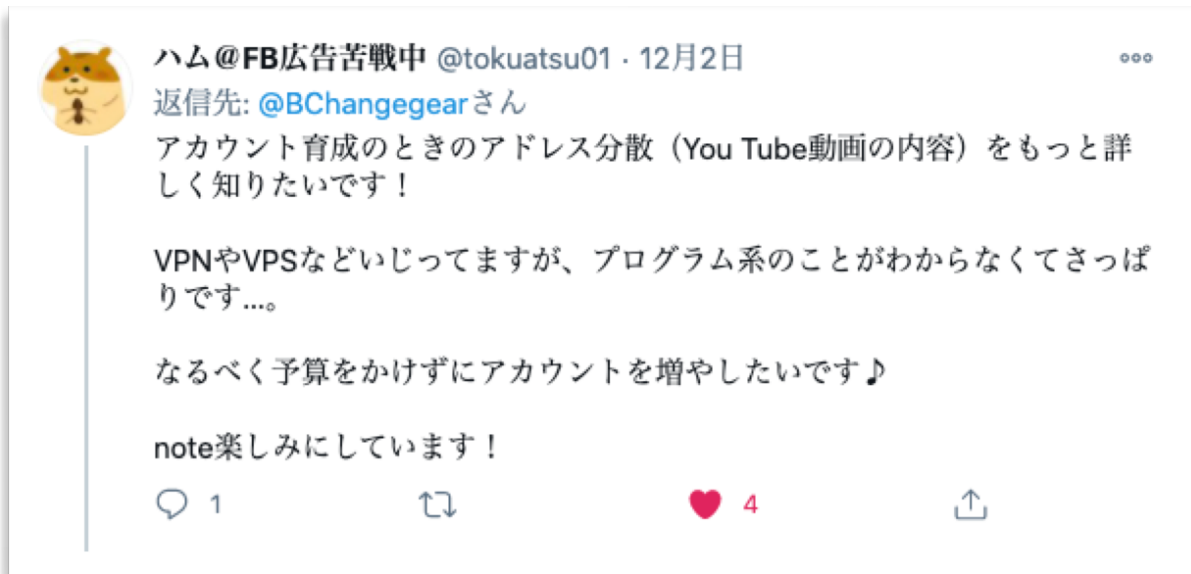 ハム@FB広告苦戦中 @tokuatsu01 · 12月2日
返信先: @BChangegearさん
アカウント育成のときのアドレス分散（You Tube動画の内容）をもっと詳
しく知りたいです！
VPNやVPSなどいじってますが、プログラム系のことがわからなくてさっぱ
りです...。
なるべく予算をかけずにアカウントを増やしたいです♪
note楽しみにしています！
1 4